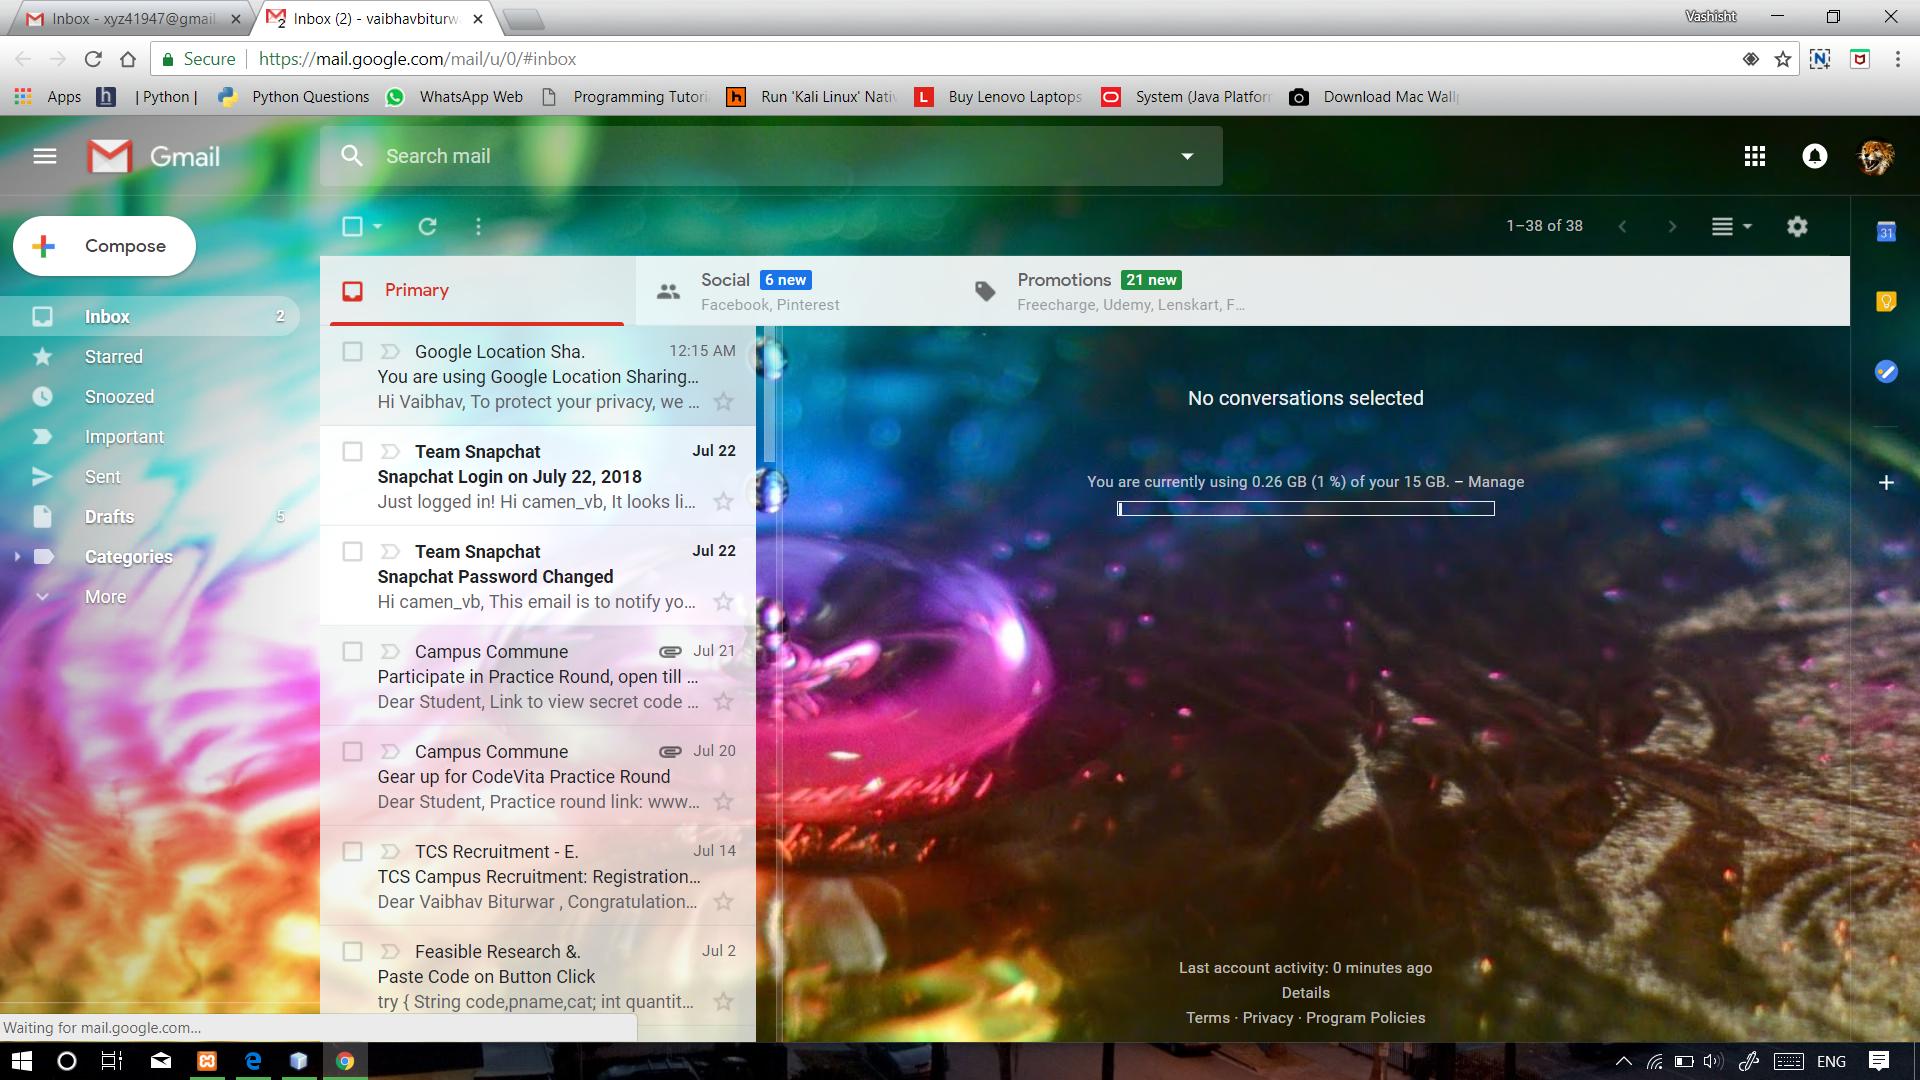 Inbox - xyz41947@gmail
Inbox (2) - vaibhavbiturw
Vashisht
Secure
https://mail.google.com/mail/u/0/#inbox
Apps
| Python |
Python Questions
WhatsApp Web
Programming Tutori
Run 'Kali Linux' Nati
Buy Lenovo Laptops
System (Java Platfor
Download Mac Wall
Gmail
Search mail
Compose
1–38 of 38
31
Inbox 2
Starred
Snoozed
Important
Sent
Drafts 5
Categories
More
Primary
Social 6 new
Facebook, Pinterest
Promotions 21 new
Freecharge, Udemy, Lenskart, F…
Google Location Sha. 12:15 AM
You are using Google Location Sharing…
Hi Vaibhav, To protect your privacy, we …
Team Snapchat Jul 22
Snapchat Login on July 22, 2018
Just logged in! Hi camen_vb, It looks li…
Team Snapchat Jul 22
Snapchat Password Changed
Hi camen_vb, This email is to notify yo…
Campus Commune Jul 21
Participate in Practice Round, open till …
Dear Student, Link to view secret code …
Campus Commune Jul 20
Gear up for CodeVita Practice Round
Dear Student, Practice round link: www…
TCS Recruitment - E. Jul 14
TCS Campus Recruitment: Registration…
Dear Vaibhav Biturwar , Congratulation…
Feasible Research &. Jul 2
Paste Code on Button Click
try { String code,pname,cat; int quantit…
No conversations selected
You are currently using 0.26 GB (1 %) of your 15 GB. – Manage
Last account activity: 0 minutes ago
Details
Terms · Privacy · Program Policies
Waiting for mail.google.com...
ENG